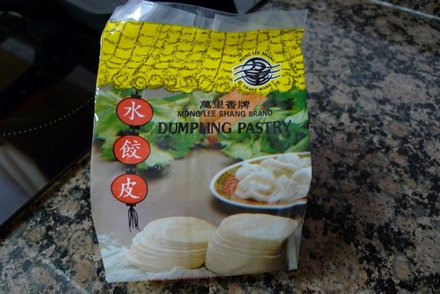 萬里香牌
MONG LEE SHANG BRAND
DUMPLING PASTRY
水
餃
皮